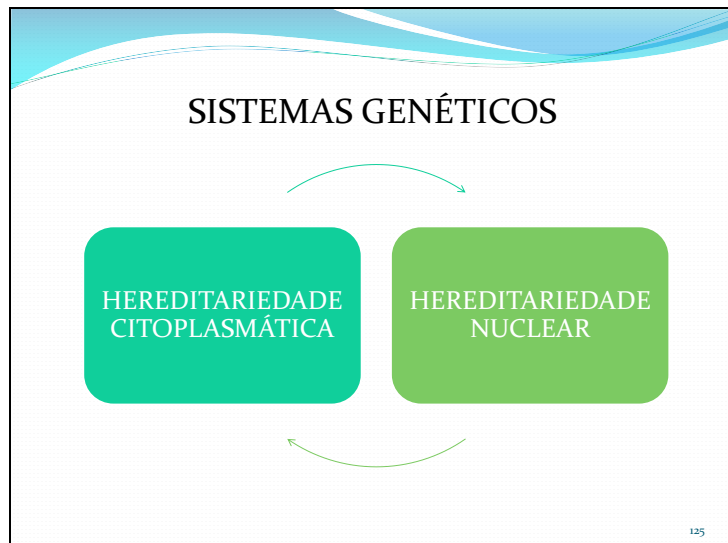 SISTEMAS GENÉTICOS
HEREDITARIEDADE
CITOPLASMÁTICA
HEREDITARIEDADE
NUCLEAR
125